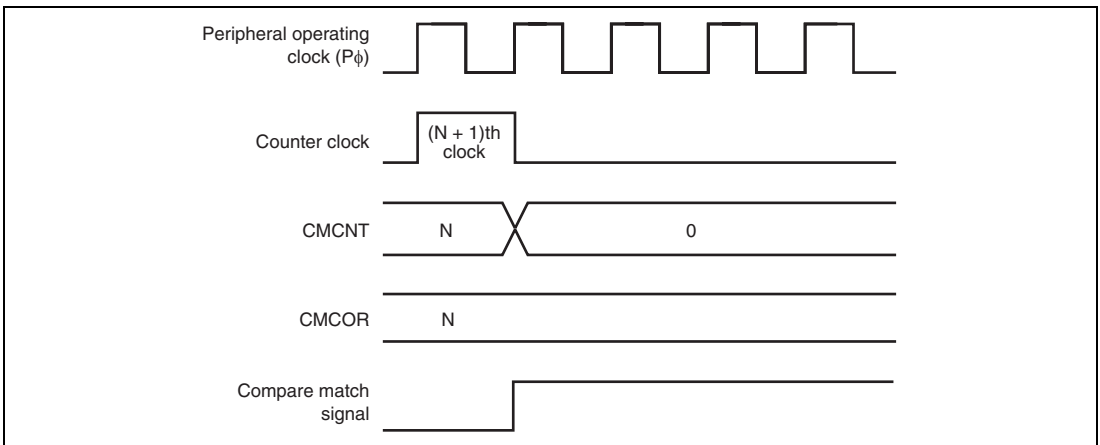 Peripheral operating
clock (Pϕ)
Counter clock
(N + 1)th
clock
CMCNT
N
0
CMCOR
N
Compare match
signal